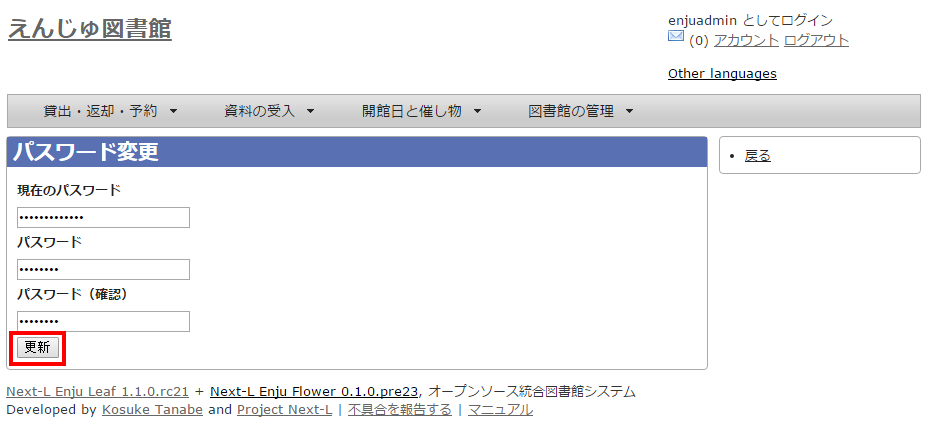 えんじゅ図書館
enjuadmin としてログイン
(0) アカウント ログアウト
Other languages
貸出・返却・予約 資料の受入 開館日と催し物 図書館の管理
パスワード変更
戻る
現在のパスワード
•••••••••••••
パスワード
••••••••
パスワード（確認）
••••••••
更新
Next-L Enju Leaf 1.1.0.rc21 + Next-L Enju Flower 0.1.0.pre23, オープンソース統合図書館システム
Developed by Kosuke Tanabe and Project Next-L | 不具合を報告する | マニュアル